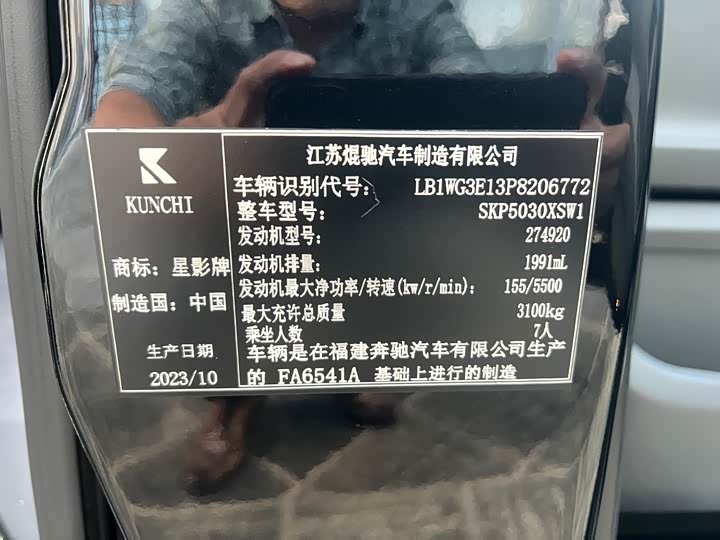 江苏焜驰汽车制造有限公司
KUNCHI
车辆识别代号： LB1WG3E13P8206772
整车型号： SKP5030XSW1
发动机型号： 274920
商标：星影牌
发动机排量： 1991mL
制造国：中国
发动机最大净功率/转速(kw/r/min)： 155/5500
最大允许总质量 3100kg
乘坐人数 7人
生产日期
2023/10
车辆是在福建奔驰汽车有限公司生产
的 FA6541A 基础上进行的制造